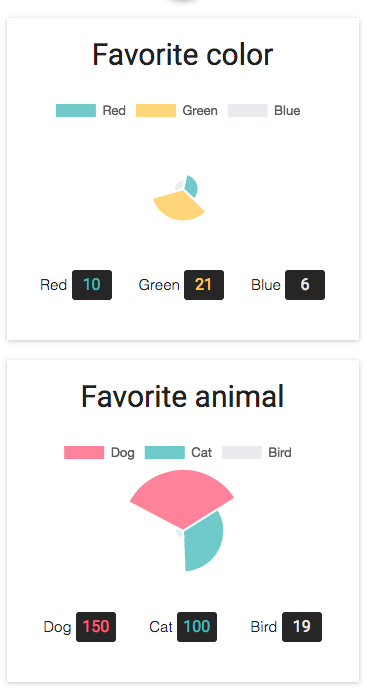 Favorite color
Red Green Blue
Red 10 Green 21 Blue 6
Favorite animal
Dog Cat Bird
Dog 150 Cat 100 Bird 19